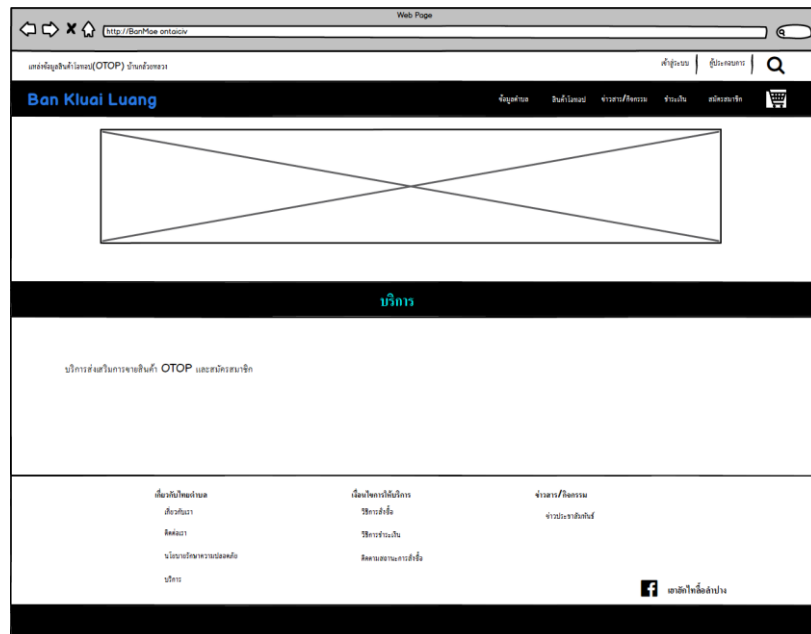 Web Page
http://BanMae ontaiciv
แหล่งข้อมูลสินค้าโอทอป(OTOP) บ้านกล้วยหลวง
เข้าสู่ระบบ ผู้ประกอบการ
Ban Kluai Luang ข้อมูลตำบล สินค้าโอทอป ข่าวสาร/กิจกรรม ชำระเงิน สมัครสมาชิก
บริการ
บริการส่งเสริมการขายสินค้า OTOP และสมัครสมาชิก
เกี่ยวกับไทยตำบล เงื่อนไขการให้บริการ ข่าวสาร/กิจกรรม
เกี่ยวกับเรา วิธีการสั่งซื้อ ข่าวประชาสัมพันธ์
ติดต่อเรา วิธีการชำระเงิน
นโยบายรักษาความปลอดภัย ติดตามสถานะการสั่งซื้อ
บริการ
เฮาฮักไทลื้อลำปาง